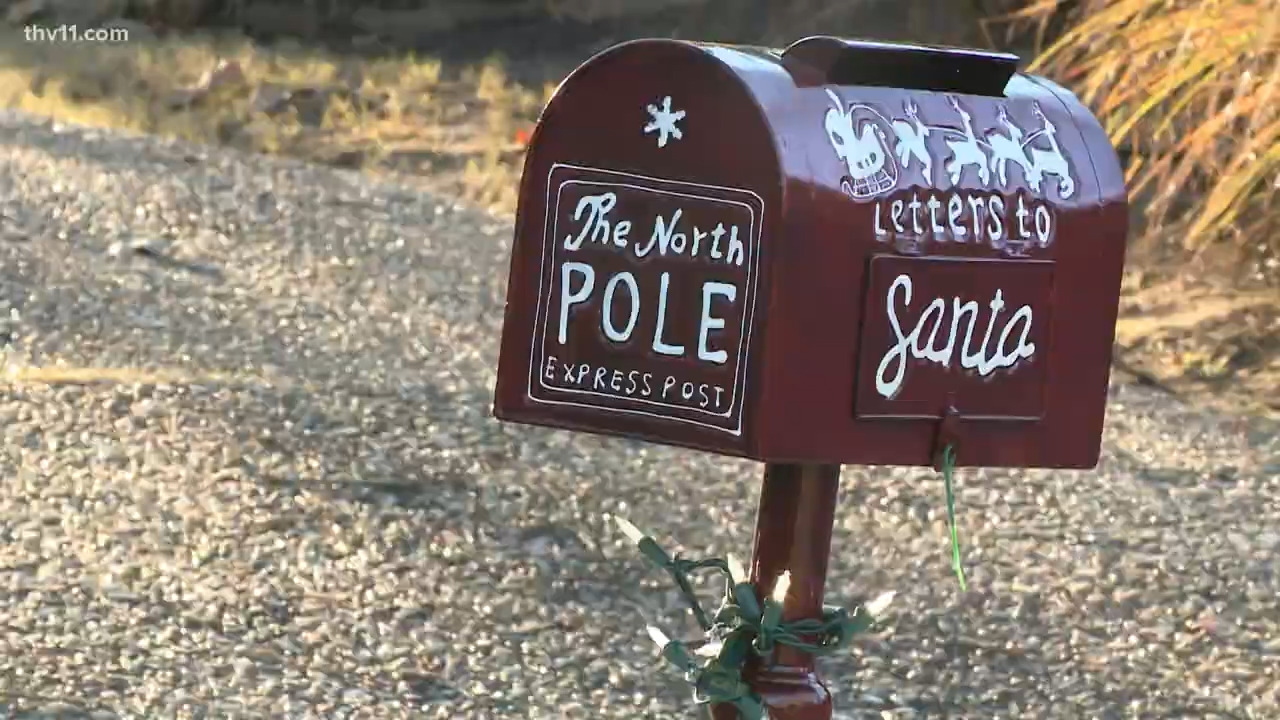 thv11.com
The North
POLE
EXPRESS POST
Letters to
Santa